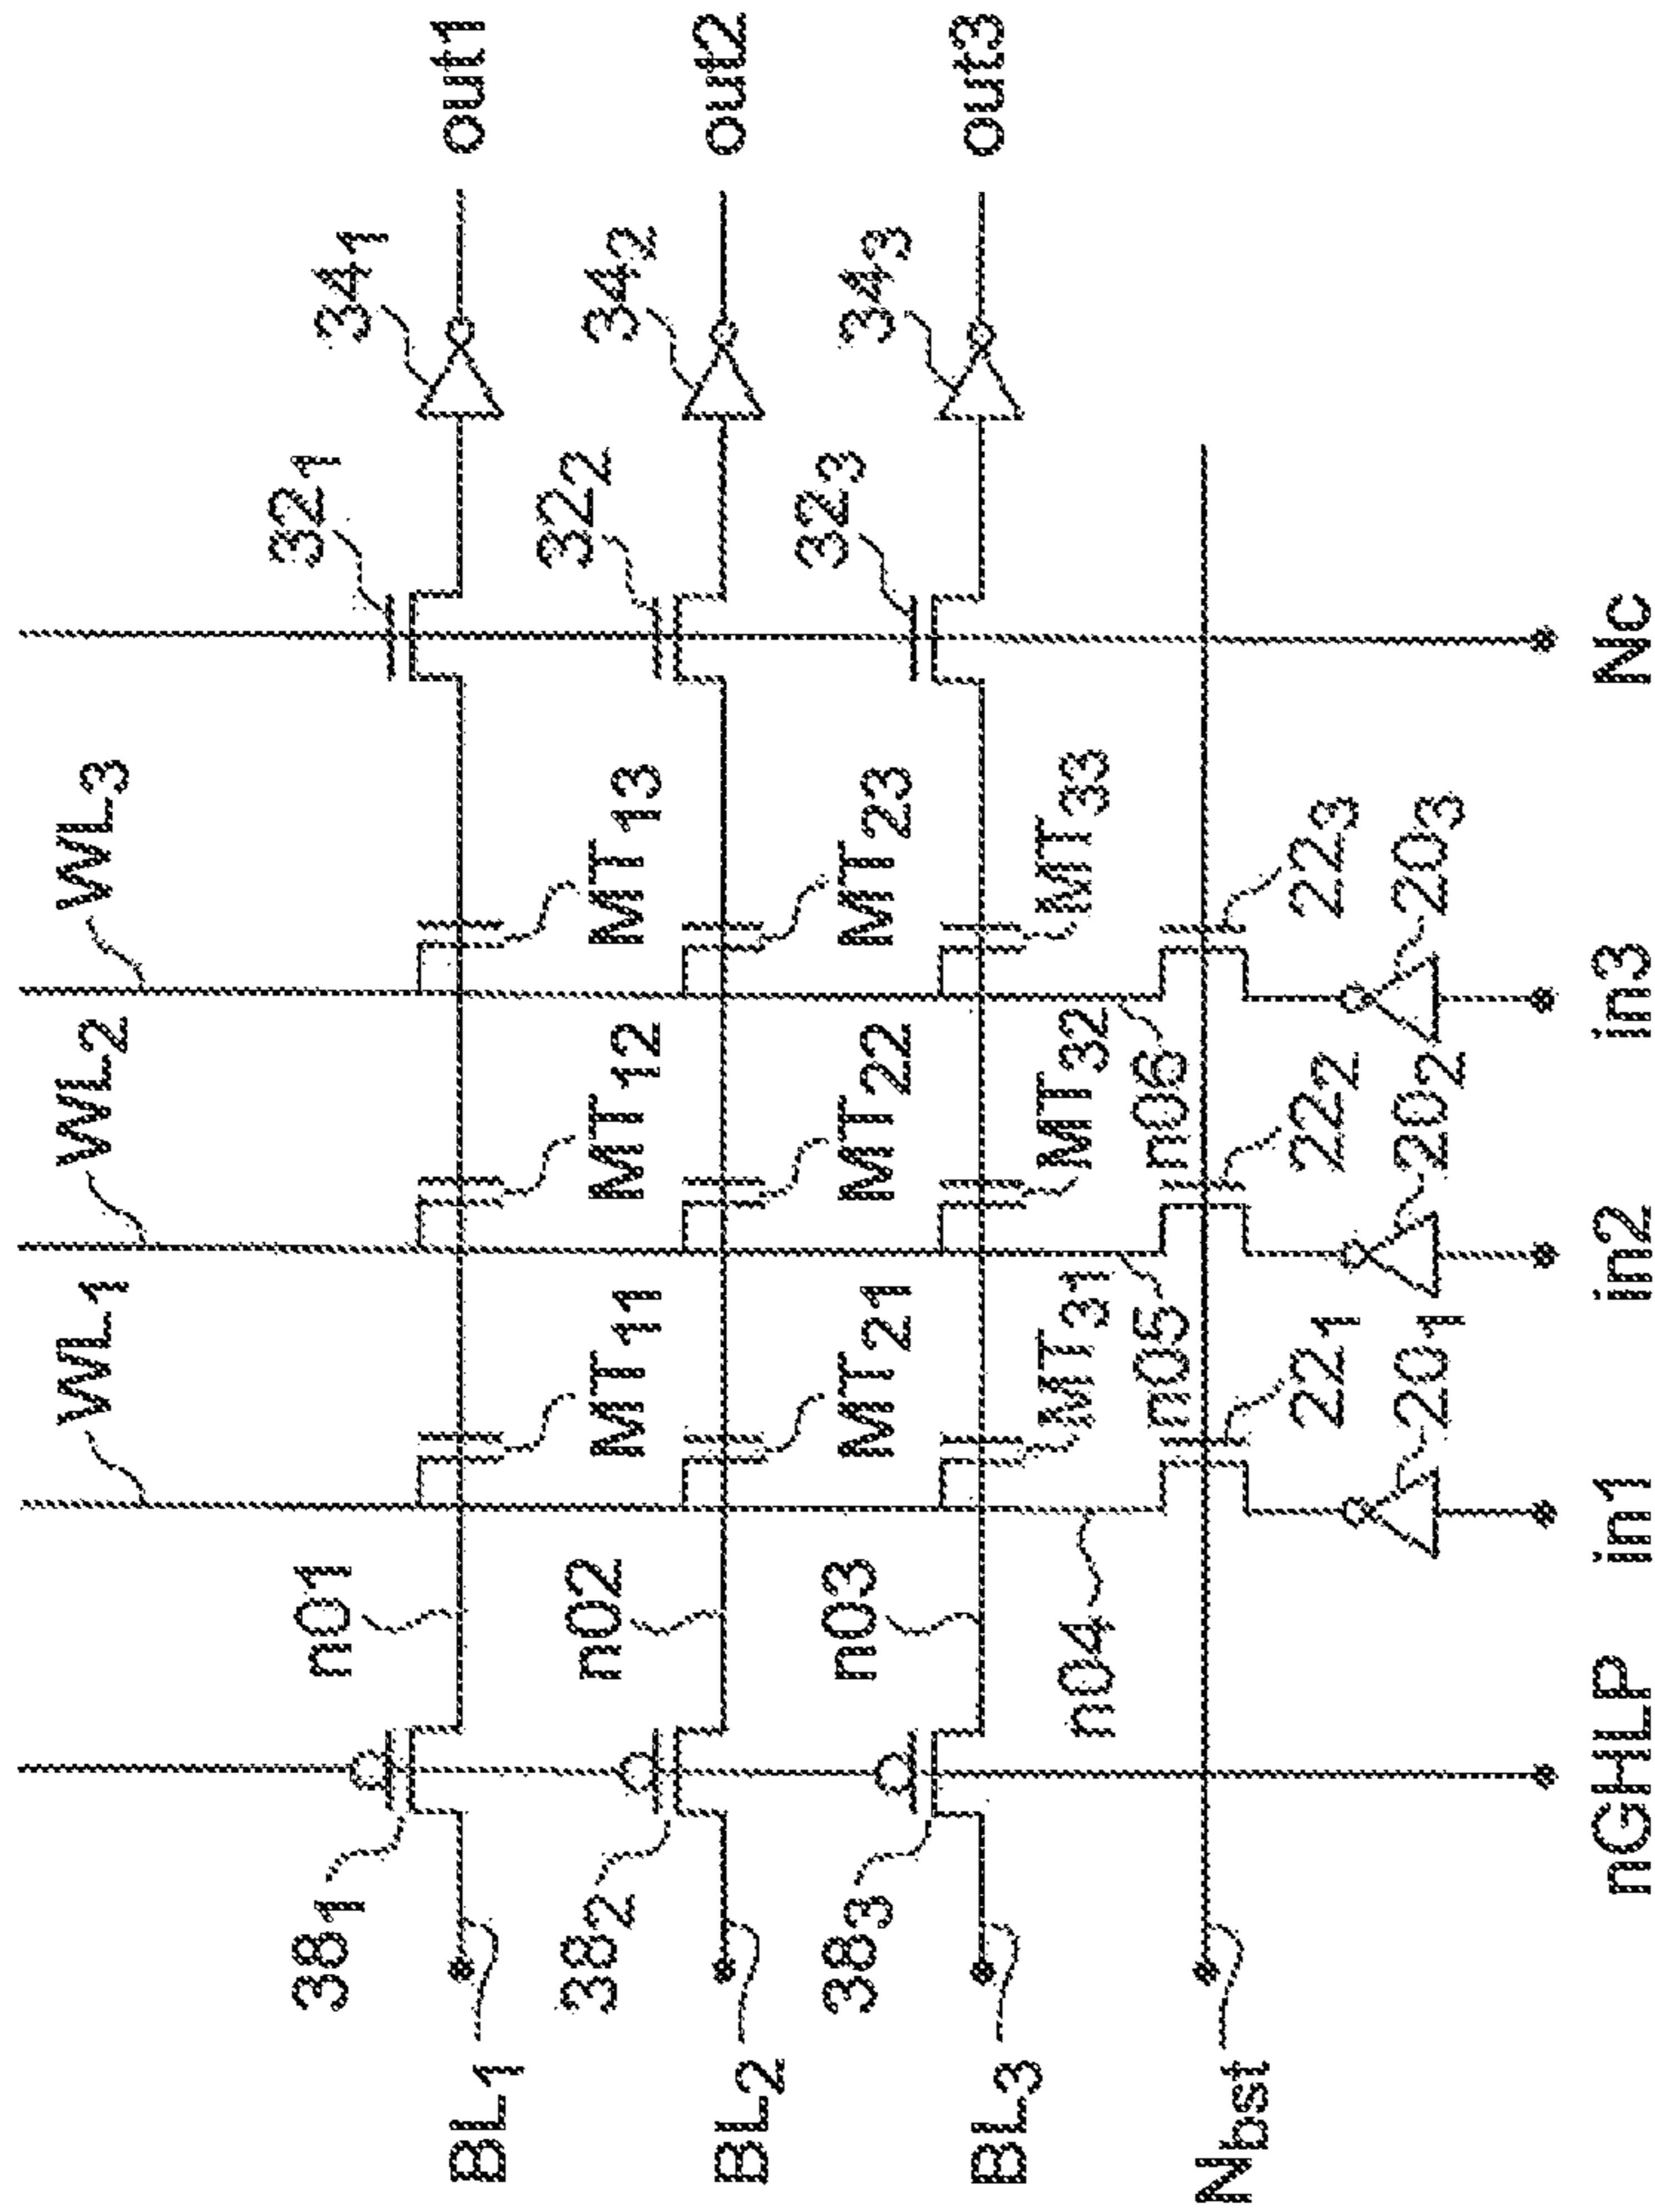 out1
out2
out3
34₁
34₂
34₃
32₁
32₂
32₃
WL₃
MT₁₃
MT₂₃
MT₃₃
22₃
20₃
Nc
in3
WL₂
MT₁₂
MT₂₂
MT₃₂
n06
22₂
20₂
in2
WL₁
MT₁₁
MT₂₁
MT₃₁
n05
22₁
20₁
in1
n01
n02
n03
n04
nGHLP
38₁
38₂
38₃
BL₁
BL₂
BL₃
Nbst